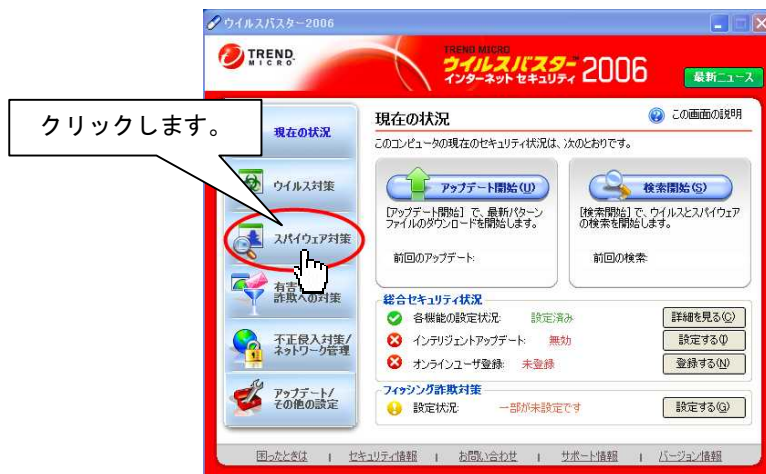 ウイルスバスター2006
TREND
MICRO
TREND MICRO
ウイルスバスター
インターネット セキュリティ 2006
最新ニュース
クリックします。
現在の状況
ウイルス対策
スパイウェア対策
有害
詐欺への対策
不正侵入対策/
ネットワーク管理
アップデート/
その他の設定
現在の状況
この画面の説明
このコンピュータの現在のセキュリティ状況は、次のとおりです。
アップデート開始(U)
[アップデート開始] で、最新パターン
ファイルのダウンロードを開始します。
前回のアップデート:
検索開始(S)
[検索開始] で、ウイルスとスパイウェア
の検索を開始します。
前回の検索:
総合セキュリティ状況
各機能の設定状況: 設定済み 詳細を見る(C)
インテリジェントアップデート: 無効 設定する(I)
オンラインユーザ登録: 未登録 登録する(N)
フィッシング詐欺対策
設定状況: 一部が未設定です 設定する(G)
困ったときは | セキュリティ情報 | お問い合わせ | サポート情報 | バージョン情報